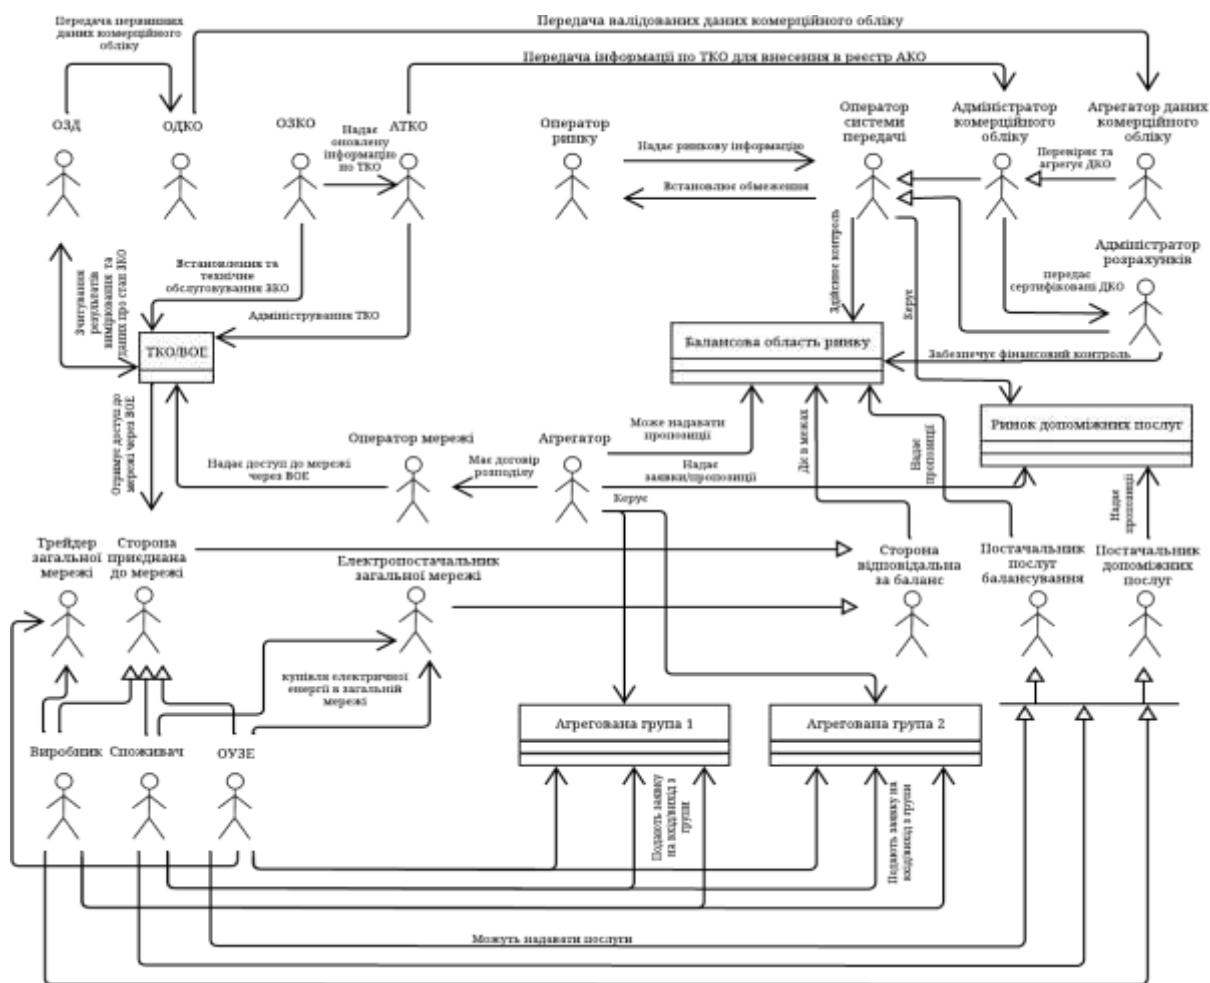 Передача первинних
даних комерційного
обліку
Передача валідованих даних комерційного обліку
Передача інформації по ТКО для внесення в реєстр АКО
ОЗД
ОДКО
ОЗКО
АТКО
Надає
оновлену
інформацію
по ТКО
Оператор
ринку
Надає ринкову інформацію
Встановлює обмеження
Оператор
системи
передачі
Адміністратор
комерційного
обліку
Агрегатор даних
комерційного
обліку
Перевіряє та
агрегує ДКО
Адміністратор
розрахунків
передає
сертифіковані ДКО
Здійснює контроль
Керує
Зчитування
результатів
вимірювання та
даних про стан ЗКО
Встановлених та
технічне
обслуговування ЗКО
Адміністрування ТКО
ТКО/ВОЕ
Балансова область ринку
Забезпечує фінансовий контроль
Ринок допоміжних послуг
Отримує доступ до
мережі через ВОЕ
Надає доступ до мережі
через ВОЕ
Оператор мережі
Має договір
розподілу
Агрегатор
Може надавати
пропозиції
Надає
заявки/пропозиції
Керує
Діє в межах
Надає
пропозиції
Надає
пропозиції
Трейдер
загальної
мережі
Сторона
приєднана
до мережі
Електропостачальник
загальної мережі
Сторона
відповідальна
за баланс
Постачальник
послуг
балансування
Постачальник
допоміжних
послуг
купівля електричної
енергії в загальній
мережі
Виробник
Споживач
ОУЗЕ
Агрегована група 1
Агрегована група 2
Подають заявку
на вхід/вихід з
групи
Подають заявку на
вхід/вихід з групи
Можуть надавати послуги